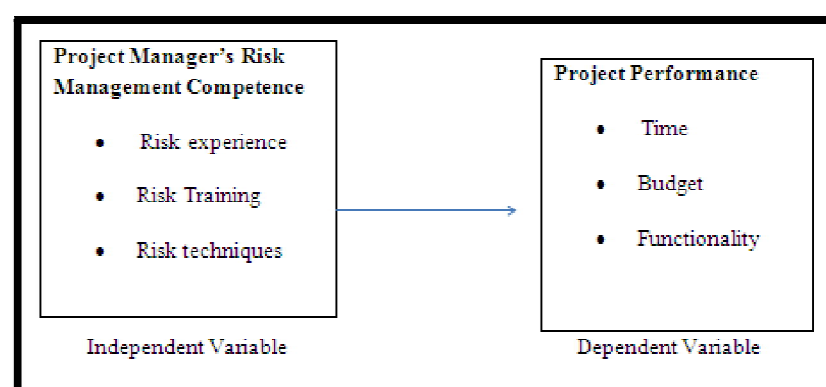 Project Manager's Risk
Management Competence
• Risk experience
• Risk Training
• Risk techniques
Independent Variable
Project Performance
• Time
• Budget
• Functionality
Dependent Variable